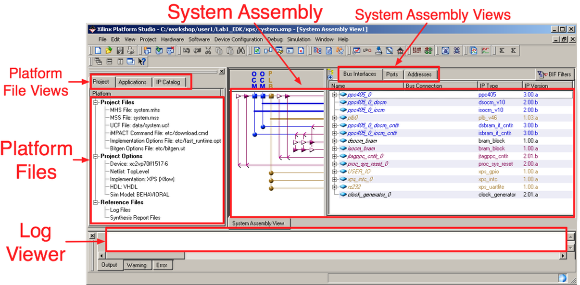 System Assembly
System Assembly Views
Xilinx Platform Studio - C:/workshop/user1/Lab1_EDK/xps/system.xmp - [System Assembly View1]
File Edit View Project Hardware Software Device Configuration Debug Simulation Window Help
Platform
File Views
Project Applications IP Catalog
Bus Interfaces Ports Addresses
BIF Filters
Platform
Name Bus Connection IP Type IP Version
Platform
Files
Project Files
MHS File: system.mhs
MSS File: system.mss
UCF File: data/system.ucf
iMPACT Command File: etc/download.cmd
Implementation Options File: etc/fast_runtime.opt
Bitgen Options File: etc/bitgen.ut
Project Options
Device: xc2vp30ff1517-6
Netlist: TopLevel
Implementation: XPS (Xflow)
HDL: VHDL
Sim Model: BEHAVIORAL
Reference Files
Log Files
Synthesis Report Files
ppc405_0 ppc405 3.00.a
ppc405_0_docm isocm_v10 2.00.b
ppc405_0_iocm isocm_v10 2.00.b
plb0 plb_v46 1.03.a
ppc405_0_iocm_cntlr isbram_if_cntlr 3.00.b
bram_block 1.00.a
bram_block 1.00.a
jtagppc_cntlr_0 jtagppc_cntlr 2.01.a
proc_sys_reset_0 proc_sys_reset 2.00.a
xps_gpio 1.00.a
xps_intc_0 xps_intc 1.00.a
rs232 xps_uartlite 1.00.a
clock_generator_0 clock_generator 2.01.a
System Assembly View
Log
Viewer
Output Warning Error